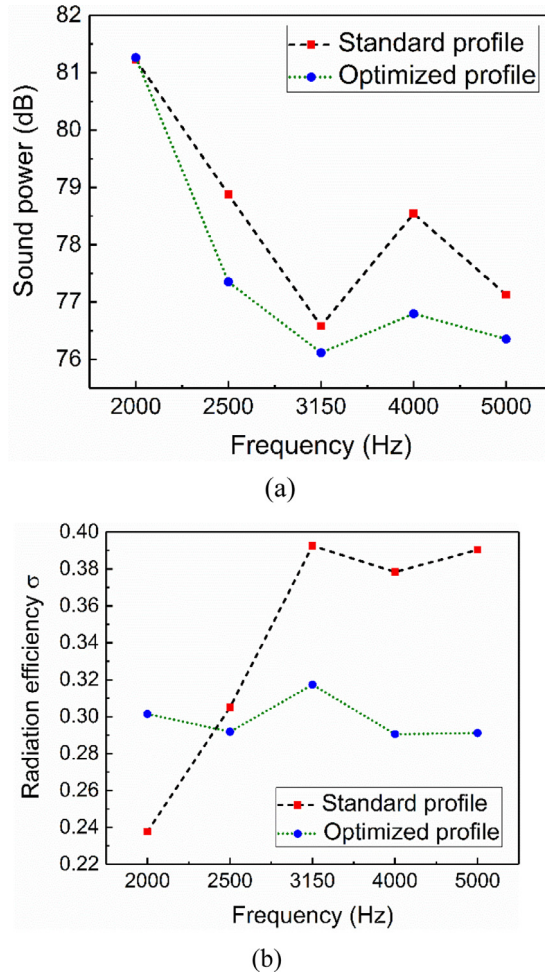 82
81
80
79
78
77
76
Sound power (dB)
Standard profile
Optimized profile
2000 2500 3150 4000 5000
Frequency (Hz)
(a)
0.40
0.38
0.36
0.34
0.32
0.30
0.28
0.26
0.24
0.22
Radiation efficiency σ
Standard profile
Optimized profile
2000 2500 3150 4000 5000
Frequency (Hz)
(b)